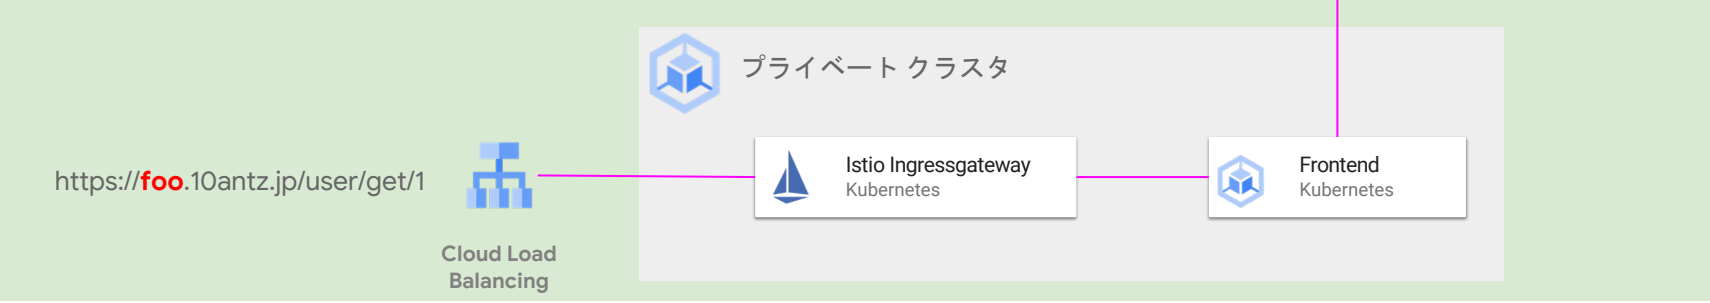 プライベート クラスタ
https://foo.10antz.jp/user/get/1
Cloud Load
Balancing
Istio Ingressgateway
Kubernetes
Frontend
Kubernetes